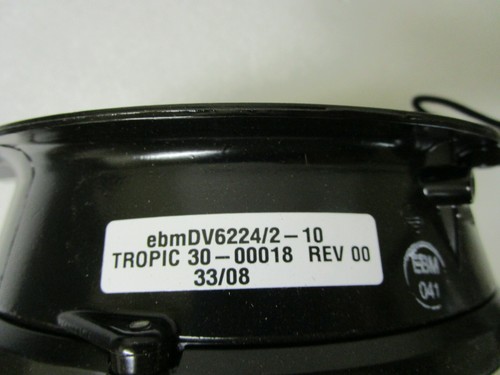 ebmDV6224/2-10
TROPIC 30-00018 REV 00
33/08
EBM
041